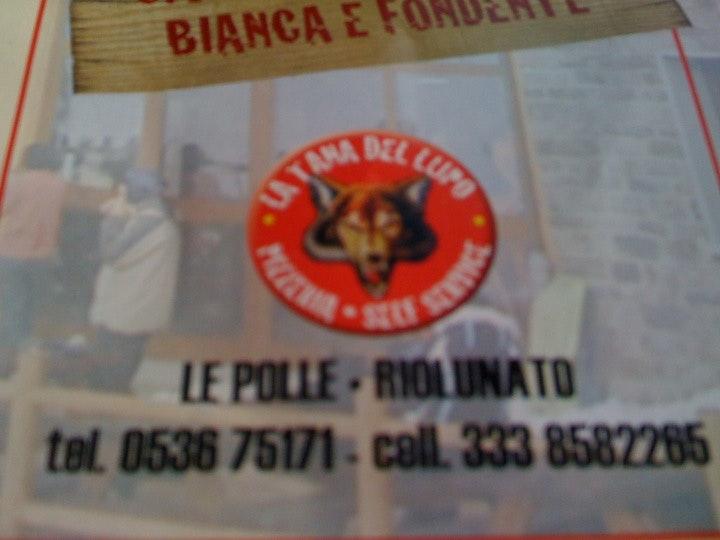 BIANCA E FONDENTE
LA TANA DEL LUPO
PIZZERIA • SELF SERVICE
LE POLLE • RIOLUNATO
tel. 0536 75171 - cell. 333 8582265